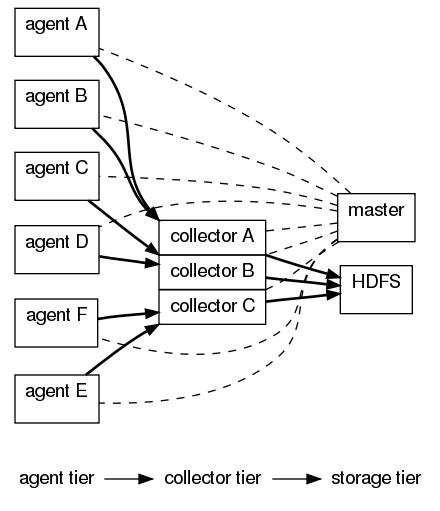 agent A
agent B
agent C
agent D
agent F
agent E
collector A
collector B
collector C
master
HDFS
agent tier
collector tier
storage tier